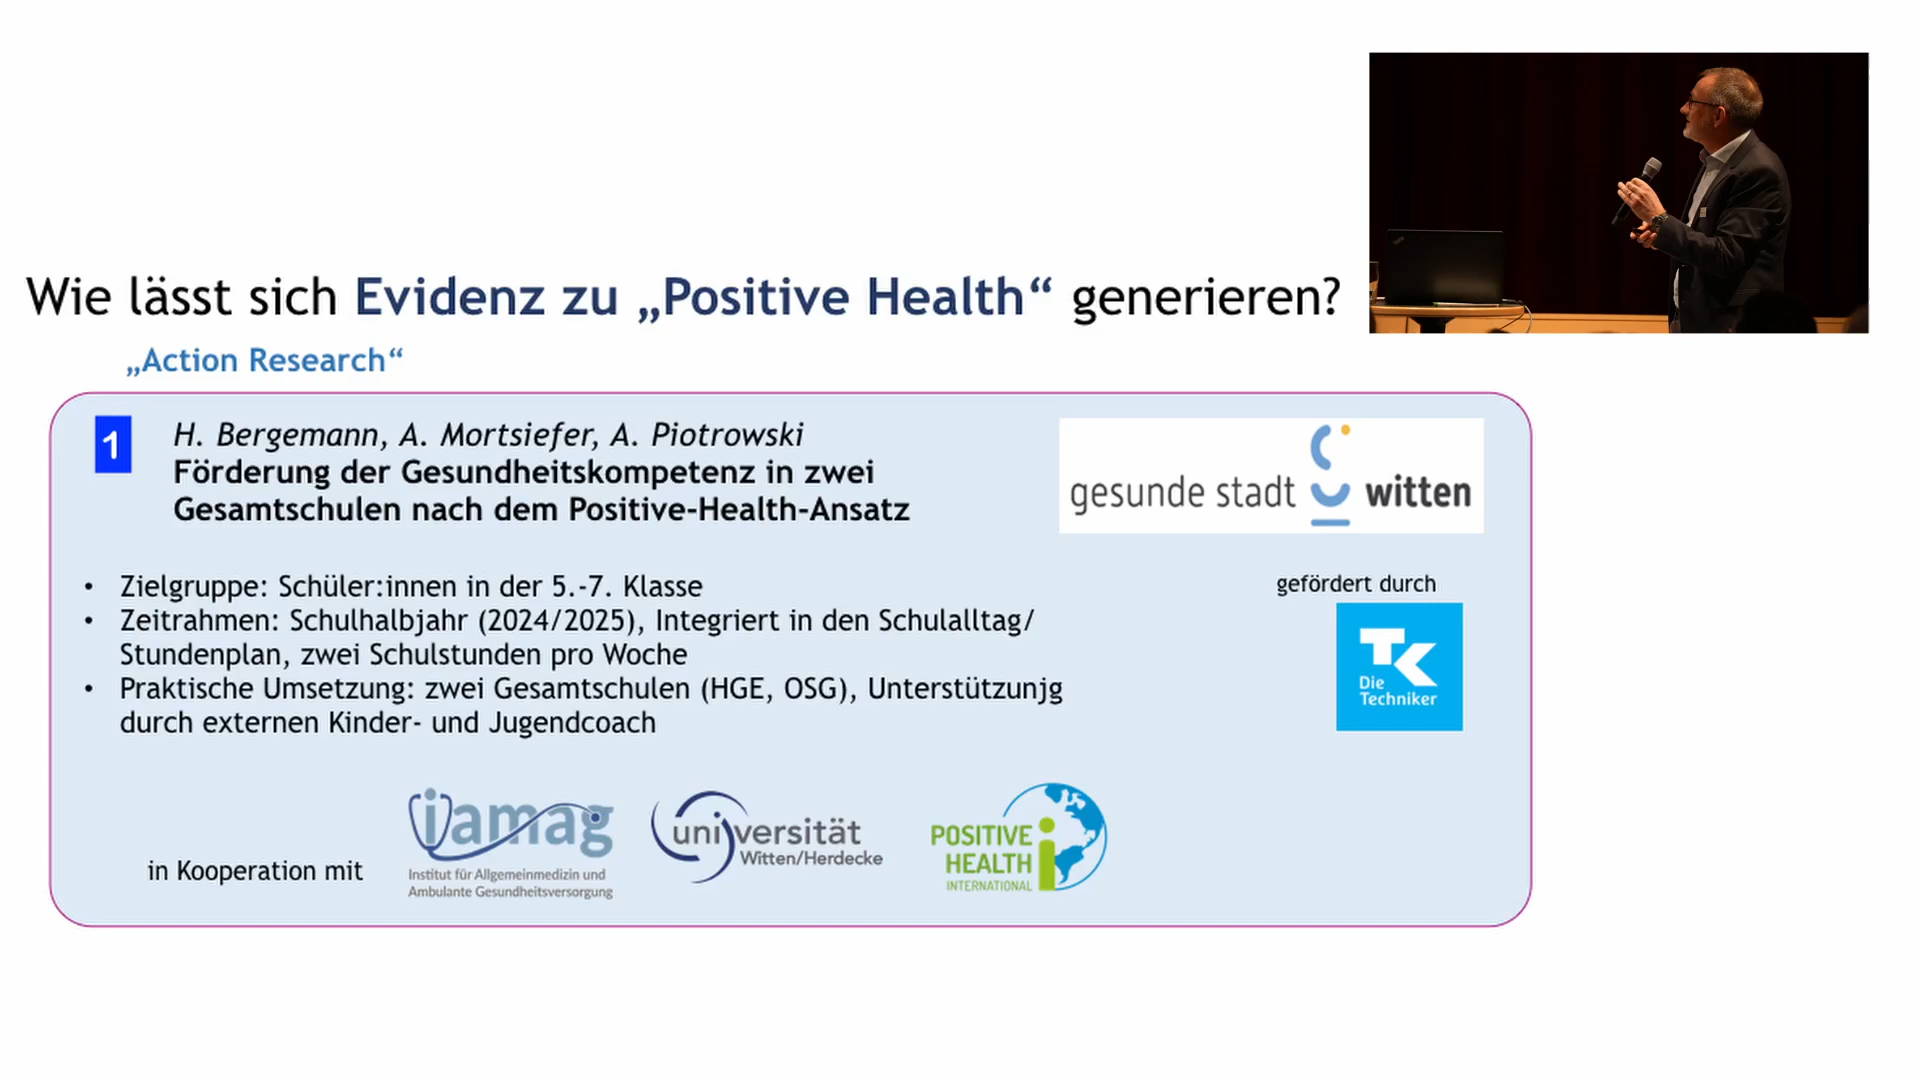 Wie lässt sich Evidenz zu „Positive Health“ generieren?
„Action Research“
1
H. Bergemann, A. Mortsiefer, A. Piotrowski
Förderung der Gesundheitskompetenz in zwei
Gesamtschulen nach dem Positive-Health-Ansatz
gesunde stadt witten
• Zielgruppe: Schüler:innen in der 5.-7. Klasse
• Zeitrahmen: Schulhalbjahr (2024/2025), Integriert in den Schulalltag/
Stundenplan, zwei Schulstunden pro Woche
• Praktische Umsetzung: zwei Gesamtschulen (HGE, OSG), Unterstützunjg
durch externen Kinder- und Jugendcoach
gefördert durch
TK
Die
Techniker
in Kooperation mit
iamag
Institut für Allgemeinmedizin und
Ambulante Gesundheitsversorgung
universität
Witten/Herdecke
POSITIVE
HEALTH
INTERNATIONAL